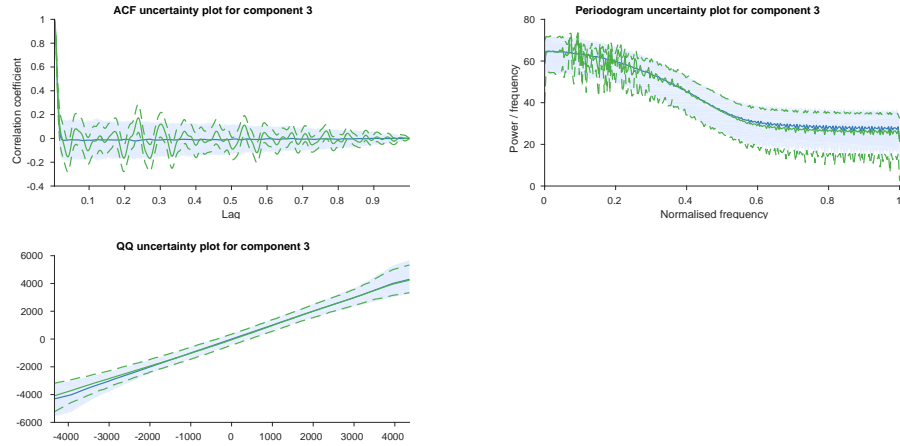 ACF uncertainty plot for component 3
1
0.8
0.6
0.4
0.2
0
-0.2
-0.4
Correlation coefficient
0.1 0.2 0.3 0.4 0.5 0.6 0.7 0.8 0.9
Lag
Periodogram uncertainty plot for component 3
80
60
40
20
0
Power / frequency
0 0.2 0.4 0.6 0.8 1
Normalised frequency
QQ uncertainty plot for component 3
6000
4000
2000
0
-2000
-4000
-6000
-4000 -3000 -2000 -1000 0 1000 2000 3000 4000